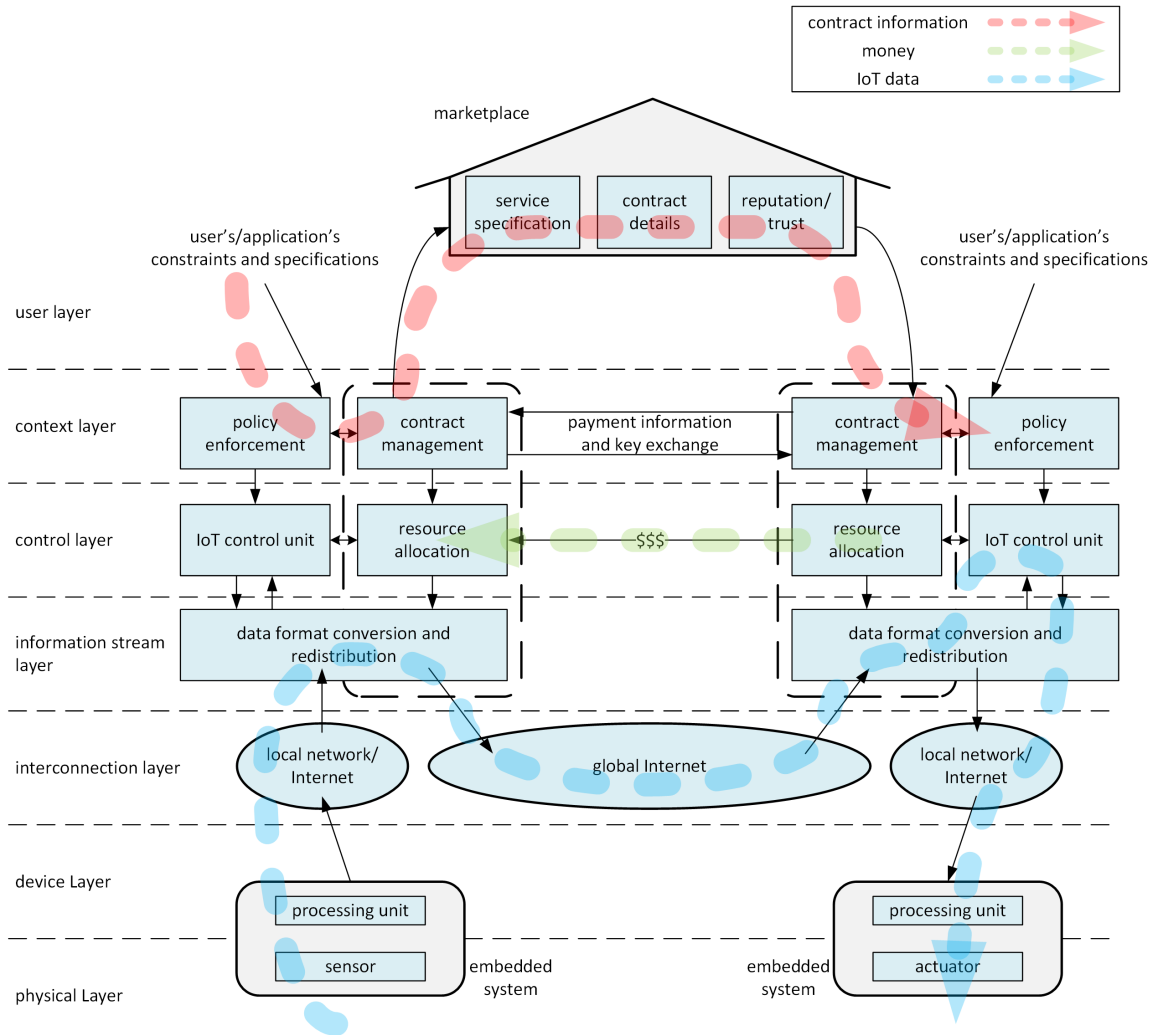 contract information
money
IoT data
marketplace
service
specification
contract
details
reputation/
trust
user's/application's
constraints and specifications
user's/application's
constraints and specifications
user layer
context layer
policy
enforcement
contract
management
payment information
and key exchange
contract
management
policy
enforcement
control layer
IoT control unit
resource
allocation
$$$
resource
allocation
IoT control unit
information stream
layer
data format conversion and
redistribution
data format conversion and
redistribution
interconnection layer
local network/
Internet
global Internet
local network/
Internet
device Layer
processing unit
processing unit
physical Layer
sensor
embedded
system
embedded
system
actuator